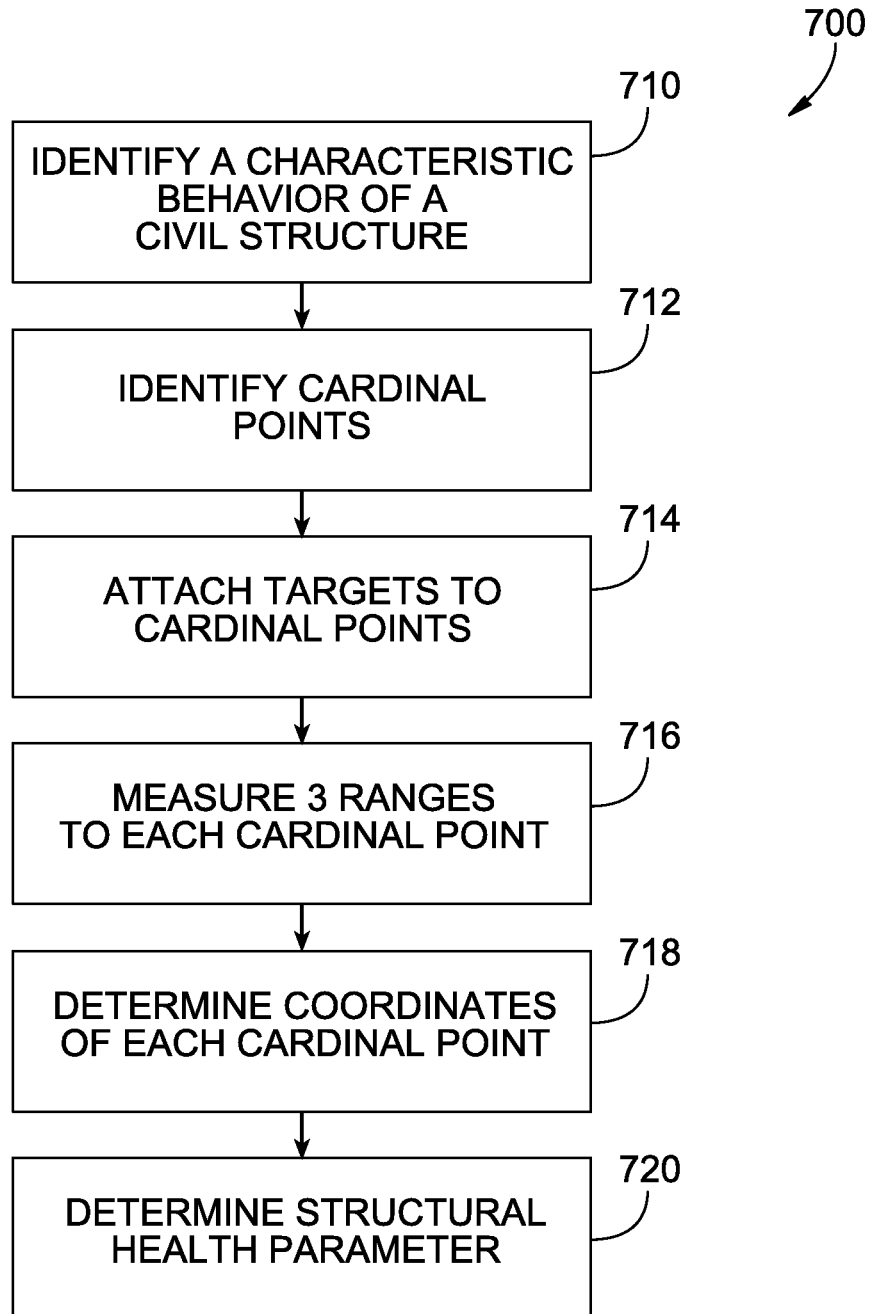 700
710
IDENTIFY A CHARACTERISTIC
BEHAVIOR OF A
CIVIL STRUCTURE
712
IDENTIFY CARDINAL
POINTS
714
ATTACH TARGETS TO
CARDINAL POINTS
716
MEASURE 3 RANGES
TO EACH CARDINAL POINT
718
DETERMINE COORDINATES
OF EACH CARDINAL POINT
720
DETERMINE STRUCTURAL
HEALTH PARAMETER